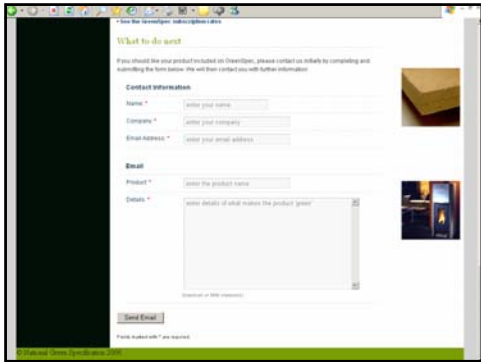 • See the GreenSpec subscription rates
What to do next
If you should like your product included on GreenSpec, please contact us initially by completing and
submitting the form below. We will then contact you with further information:
Contact Information
Name: * enter your name
Company: * enter your company
Email Address: * enter your email address
Email
Product: * enter the product name
Details: * enter details of what makes the product 'green'
Send Email
Fields marked with * are required.
© National Green Specification 2006